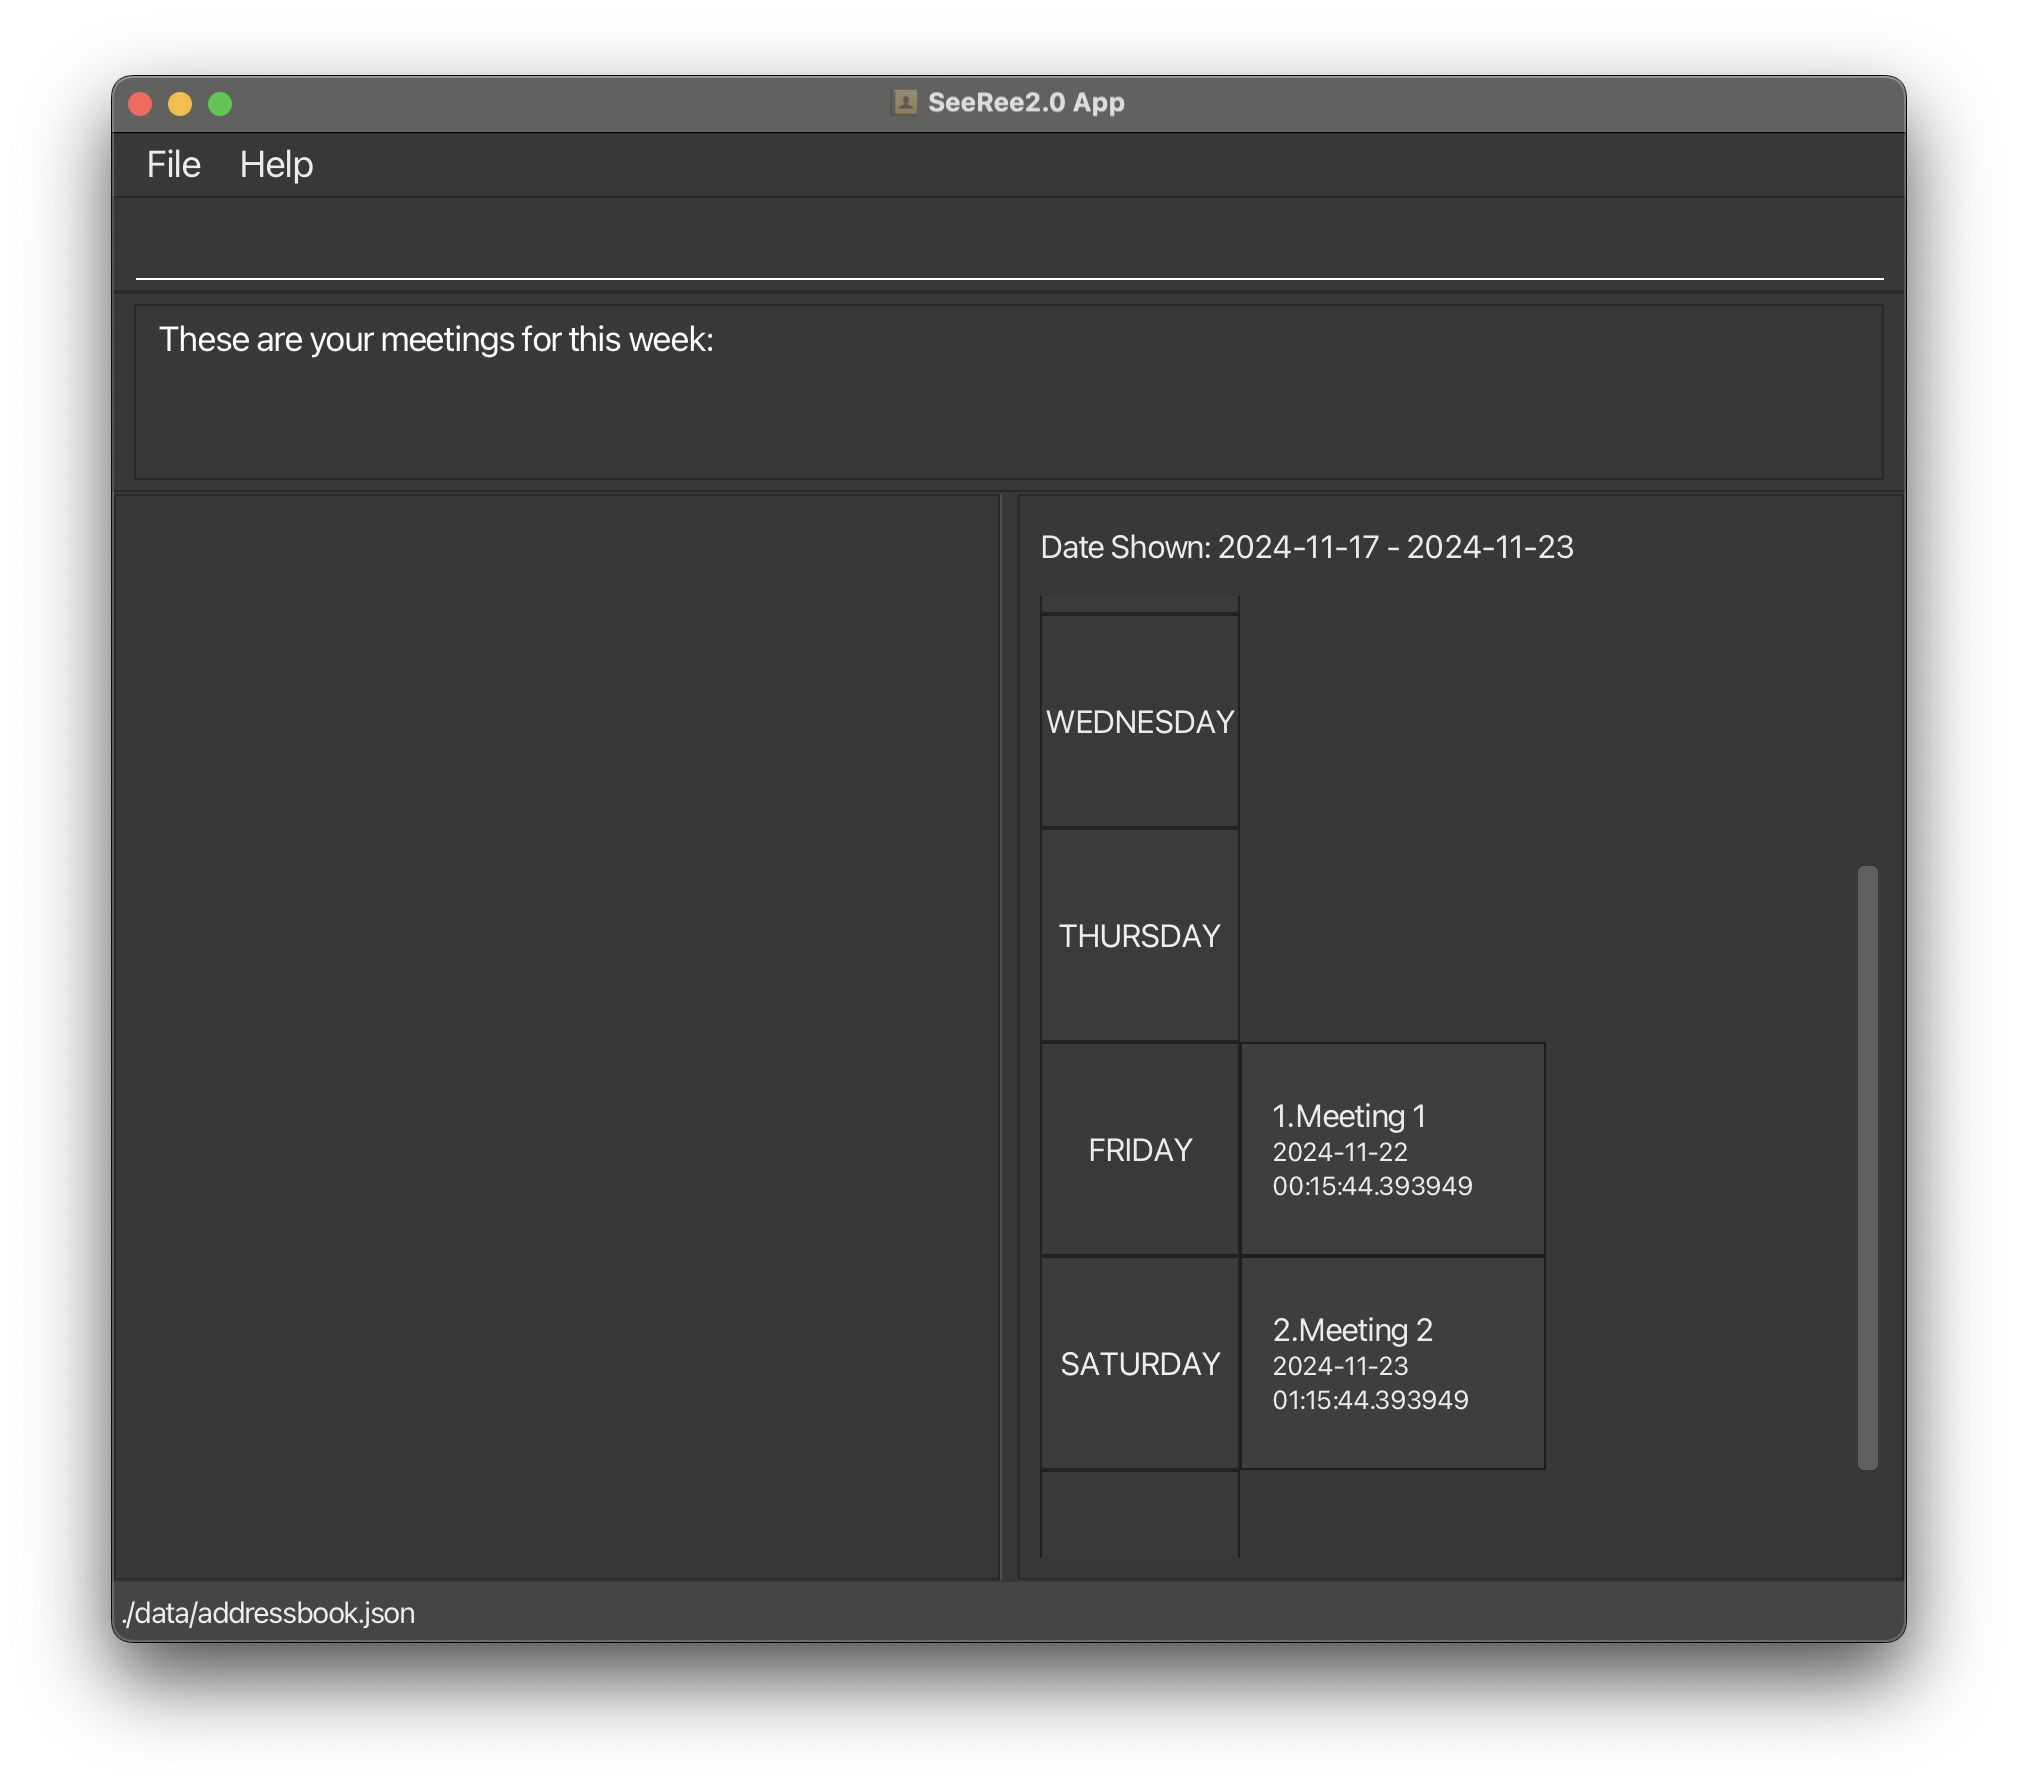 SeeRee2.0 App
File Help
These are your meetings for this week:
Date Shown: 2024-11-17 - 2024-11-23
WEDNESDAY
THURSDAY
FRIDAY
1.Meeting 1
2024-11-22
00:15:44.393949
SATURDAY
2.Meeting 2
2024-11-23
01:15:44.393949
./data/addressbook.json